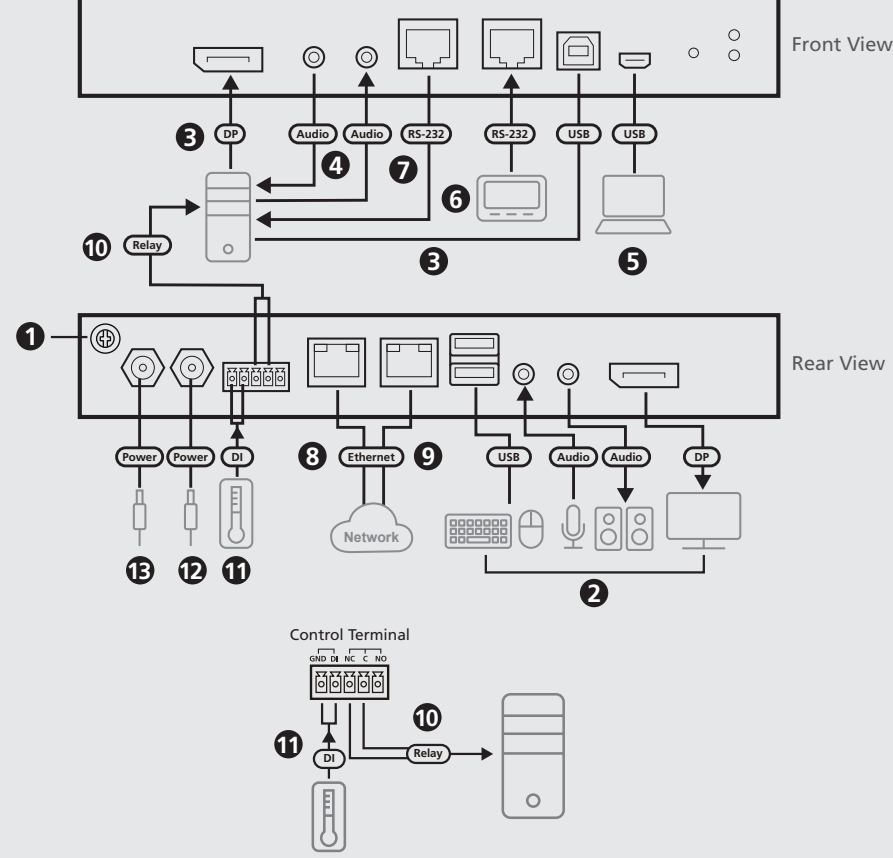 Front View
DP
Audio
Audio
RS-232
RS-232
USB
USB
3
4
7
6
3
5
10
Relay
1
Rear View
Power
Power
DI
8
Ethernet
9
USB
Audio
Audio
DP
Network
13
12
11
2
Control Terminal
GND DI NC C NO
10
11
DI
Relay